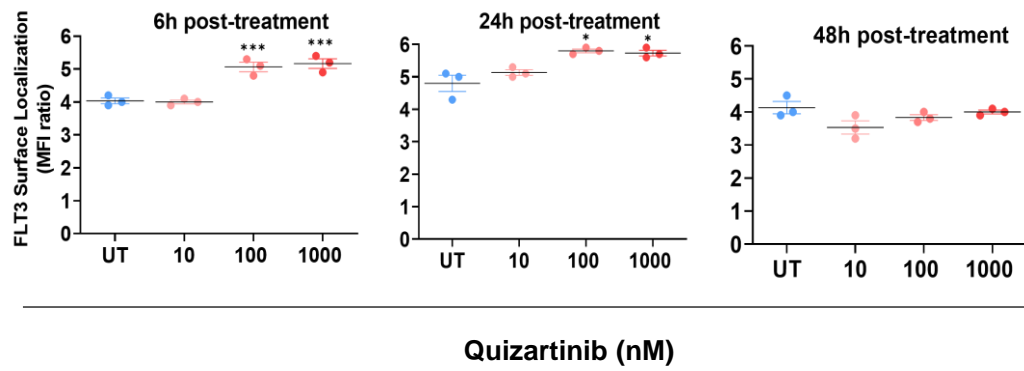 6h post-treatment
FLT3 Surface Localization
(MFI ratio)
6
5
4
3
2
1
0
***
***
UT 10 100 1000
24h post-treatment
6
5
4
3
2
1
0
*
*
UT 10 100 1000
48h post-treatment
6
5
4
3
2
1
0
UT 10 100 1000
Quizartinib (nM)